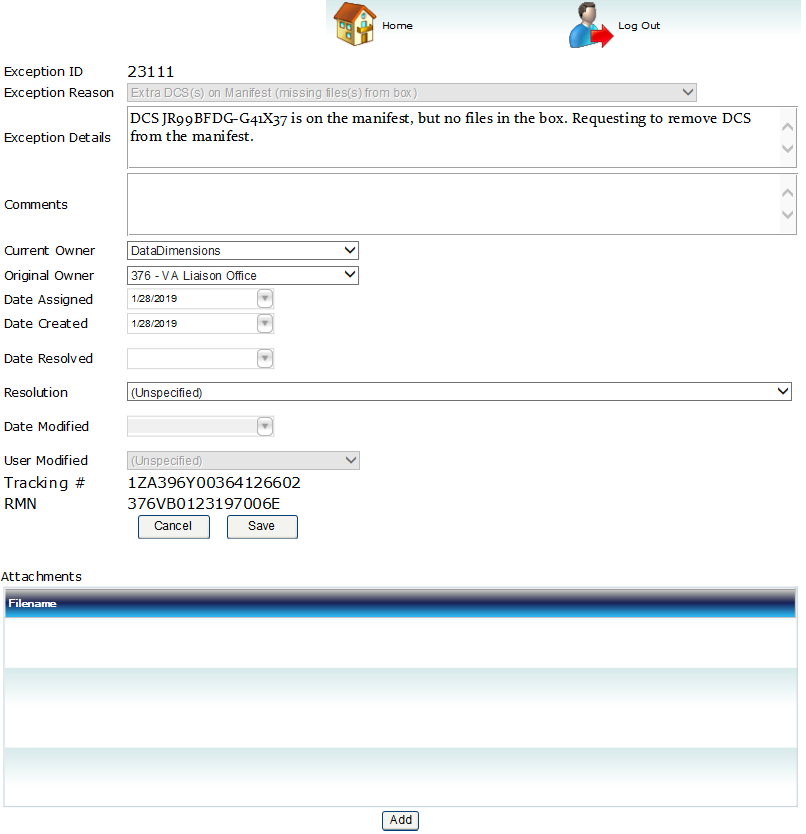 Home
Log Out
Exception ID 23111
Exception Reason Extra DCS(s) on Manifest (missing files(s) from box)
Exception Details DCS JR99BFDG-G41X37 is on the manifest, but no files in the box. Requesting to remove DCS
from the manifest.
Comments
Current Owner DataDimensions
Original Owner 376 - VA Liaison Office
Date Assigned 1/28/2019
Date Created 1/28/2019
Date Resolved
Resolution (Unspecified)
Date Modified
User Modified (Unspecified)
Tracking # 1ZA396Y00364126602
RMN 376VB0123197006E
Cancel Save
Attachments
Filename
Add